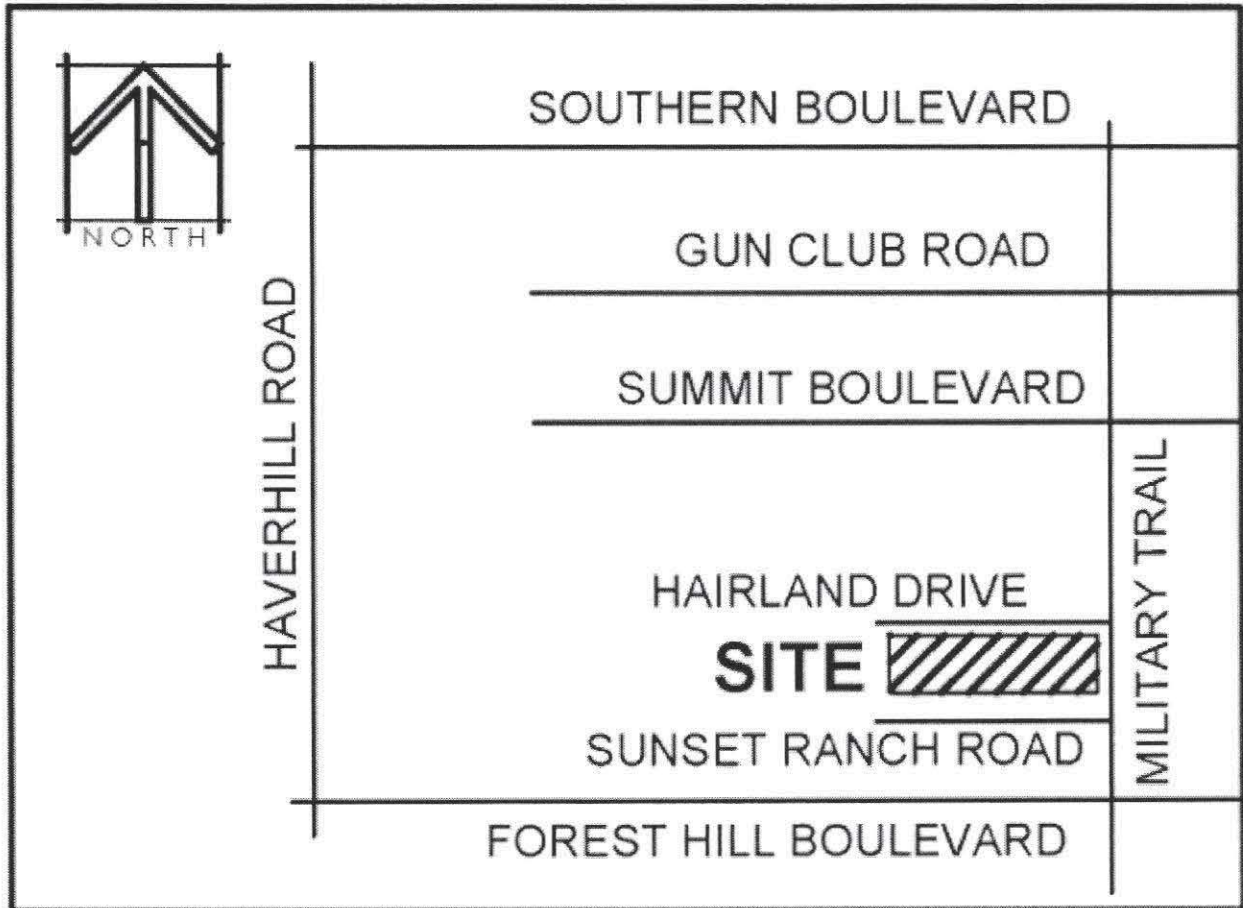 SOUTHERN BOULEVARD
NORTH
GUN CLUB ROAD
HAVERHILL ROAD
SUMMIT BOULEVARD
MILITARY TRAIL
HAIRLAND DRIVE
SITE
SUNSET RANCH ROAD
FOREST HILL BOULEVARD